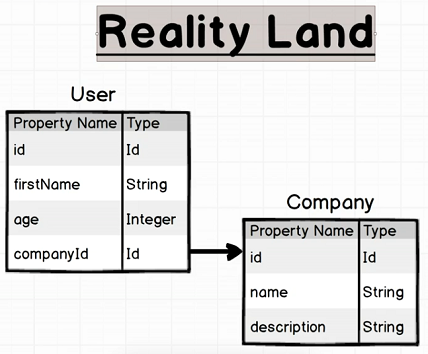 Reality Land
User
Property Name Type
id Id
firstName String
age Integer
companyId Id
Company
Property Name Type
id Id
name String
description String